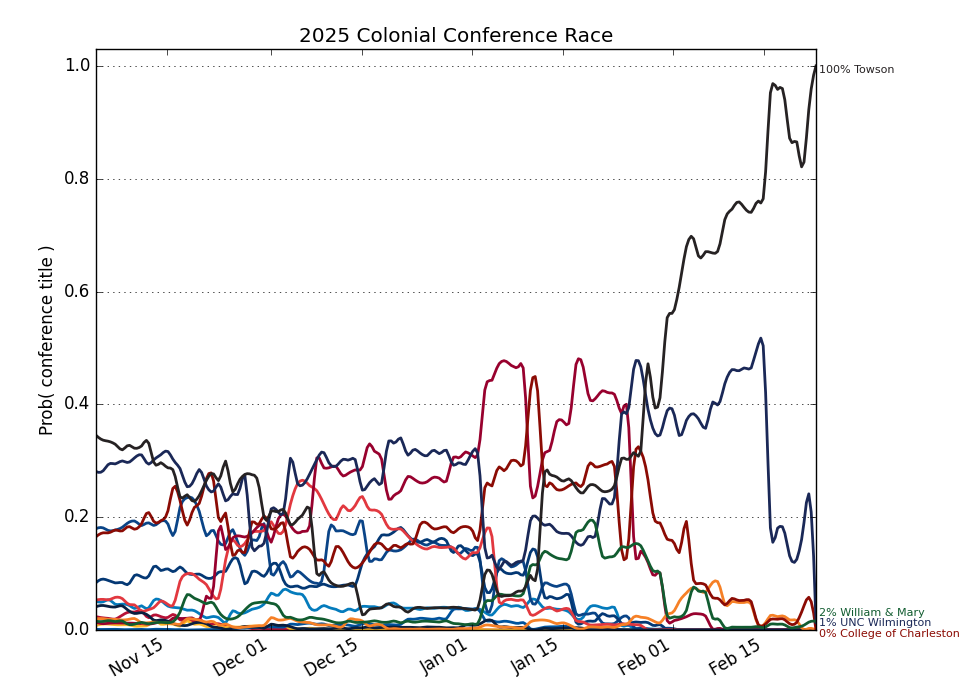 2025 Colonial Conference Race
Prob( conference title )
1.0
0.8
0.6
0.4
0.2
0.0
Nov 15
Dec 01
Dec 15
Jan 01
Jan 15
Feb 01
Feb 15
100% Towson
2% William & Mary
1% UNC Wilmington
0% College of Charleston